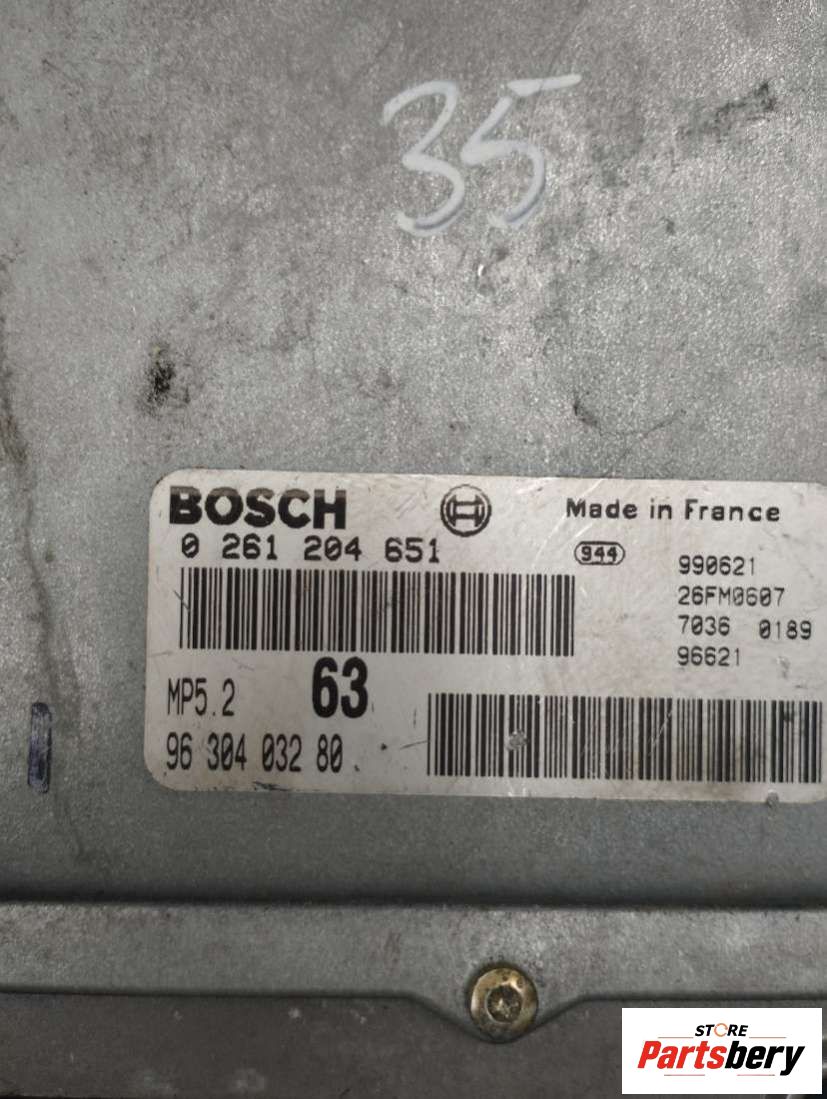 35
BOSCH
Made in France
0 261 204 651
944
990621
26FM0607
7036 0189
96621
MP5.2
63
96 304 032 80
STORE
Partsbery